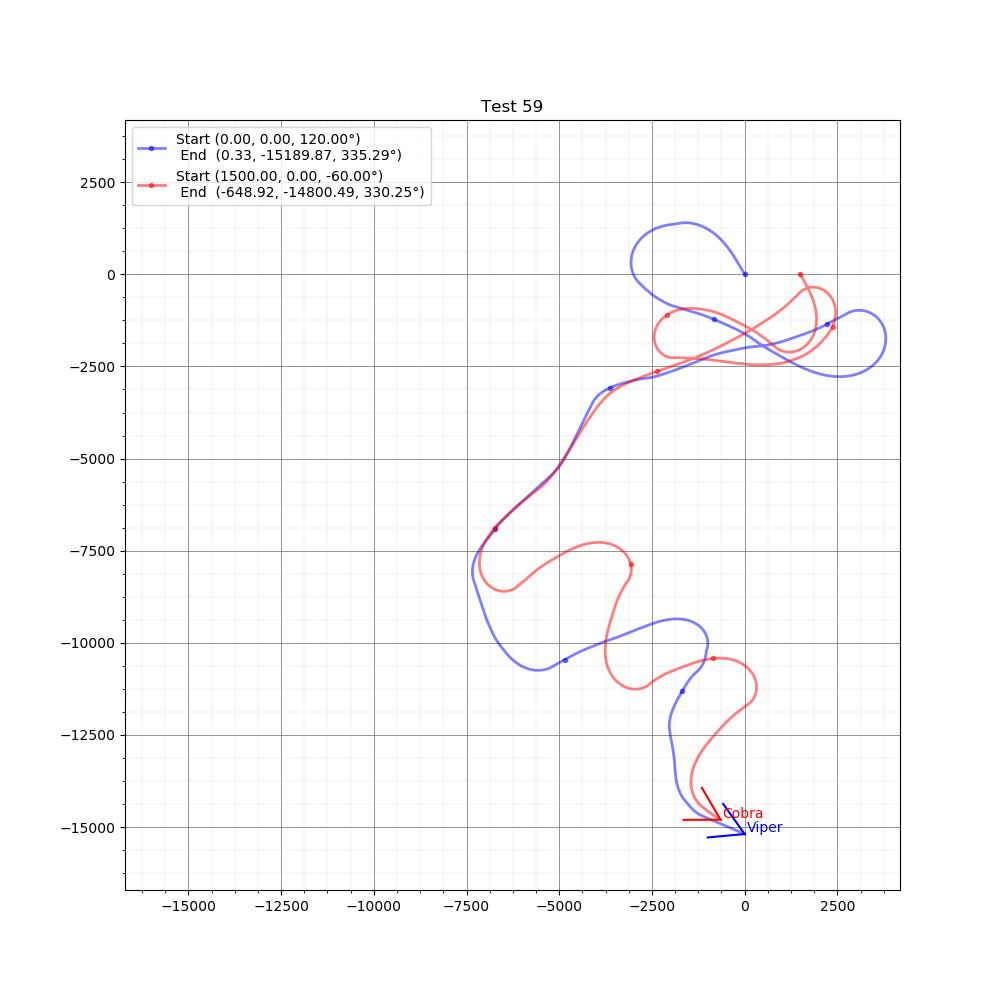 Test 59
Start (0.00, 0.00, 120.00°)
End (0.33, -15189.87, 335.29°)
Start (1500.00, 0.00, -60.00°)
End (-648.92, -14800.49, 330.25°)
2500
0
−2500
−5000
−7500
−10000
−12500
−15000
Cobra
Viper
−15000 −12500 −10000 −7500 −5000 −2500 0 2500